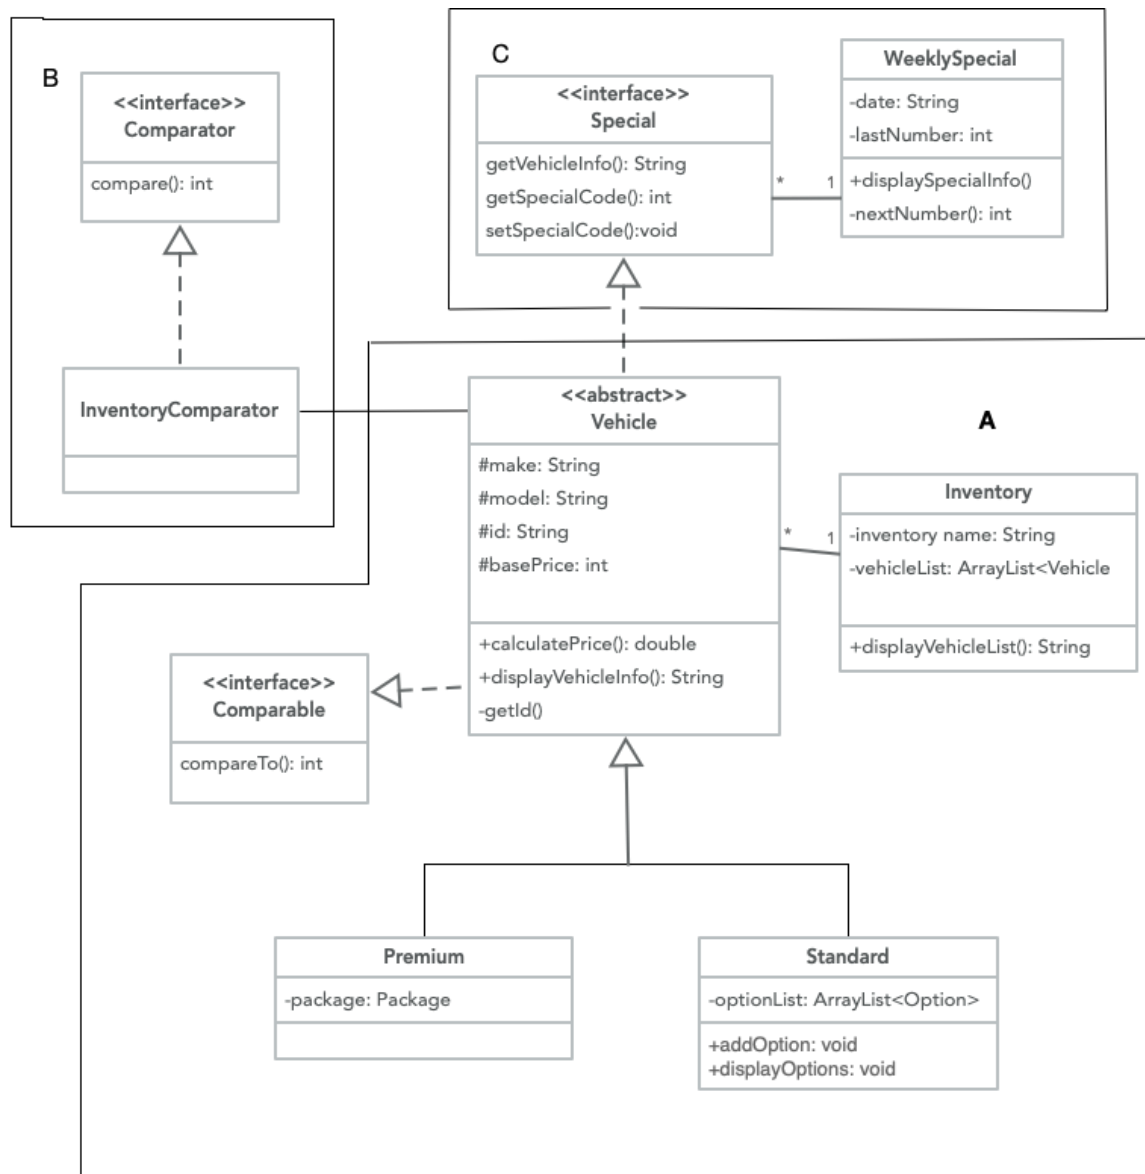 B
<<interface>>
Comparator
compare(): int
InventoryComparator
C
<<interface>>
Special
getVehicleInfo(): String
getSpecialCode(): int
setSpecialCode():void
*
1
WeeklySpecial
-date: String
-lastNumber: int
+displaySpecialInfo()
-nextNumber(): int
<<abstract>>
Vehicle
#make: String
#model: String
#id: String
#basePrice: int
+calculatePrice(): double
+displayVehicleInfo(): String
-getId()
*
1
A
Inventory
-inventory name: String
-vehicleList: ArrayList<Vehicle
+displayVehicleList(): String
<<interface>>
Comparable
compareTo(): int
Premium
-package: Package
Standard
-optionList: ArrayList<Option>
+addOption: void
+displayOptions: void